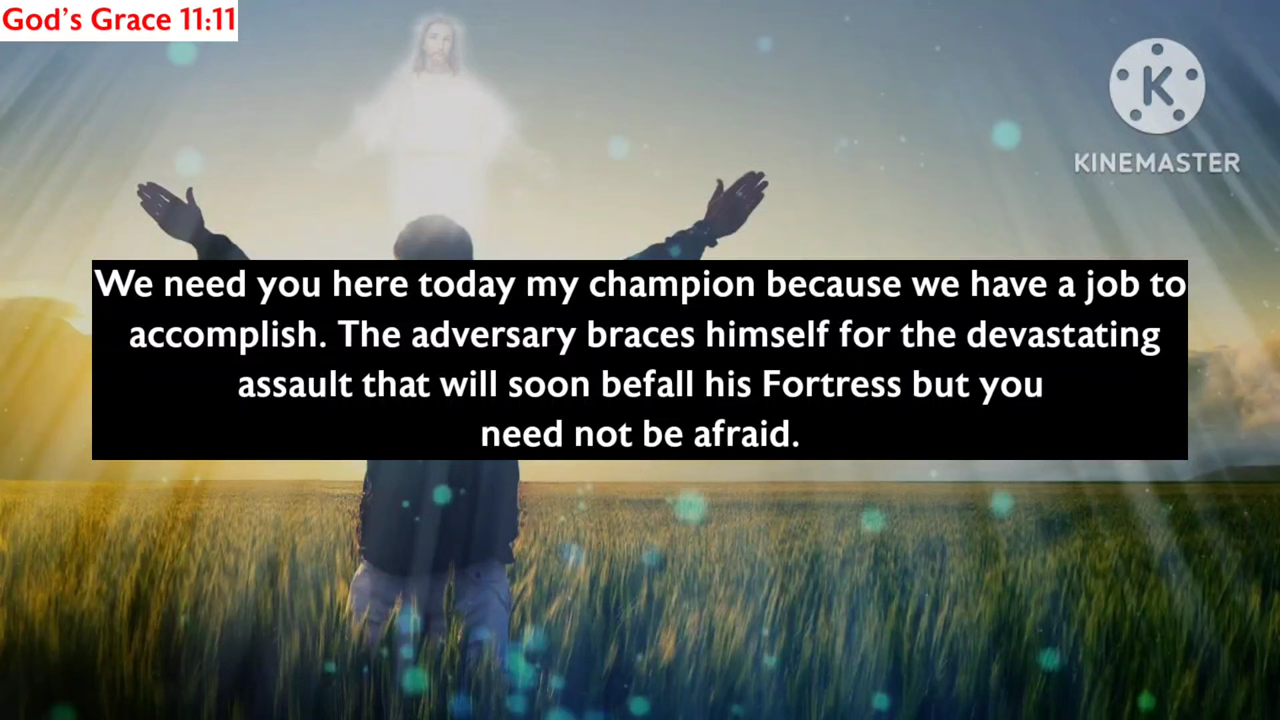 God's Grace 11:11
K
KINEMASTER
We need you here today my champion because we have a job to
accomplish. The adversary braces himself for the devastating
assault that will soon befall his Fortress but you
need not be afraid.